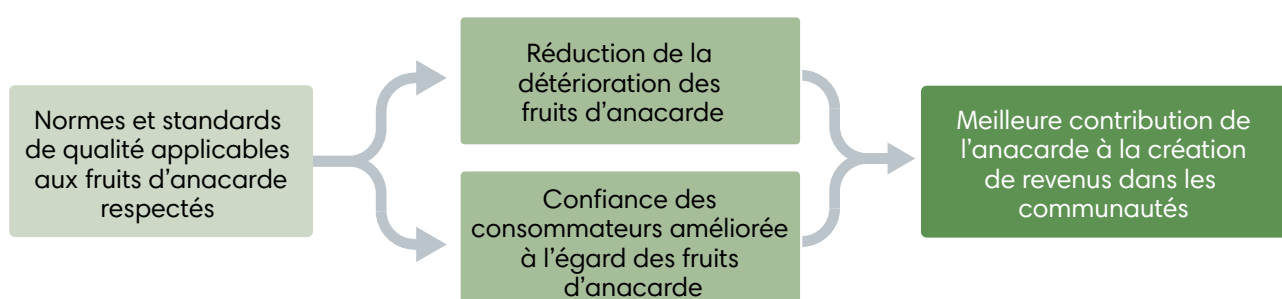 Normes et standards
de qualité applicables
aux fruits d’anacarde
respectés
Réduction de la
détérioration des
fruits d’anacarde
Confiance des
consommateurs améliorée
à l’égard des fruits
d’anacarde
Meilleure contribution de
l’anacarde à la création
de revenus dans les
communautés